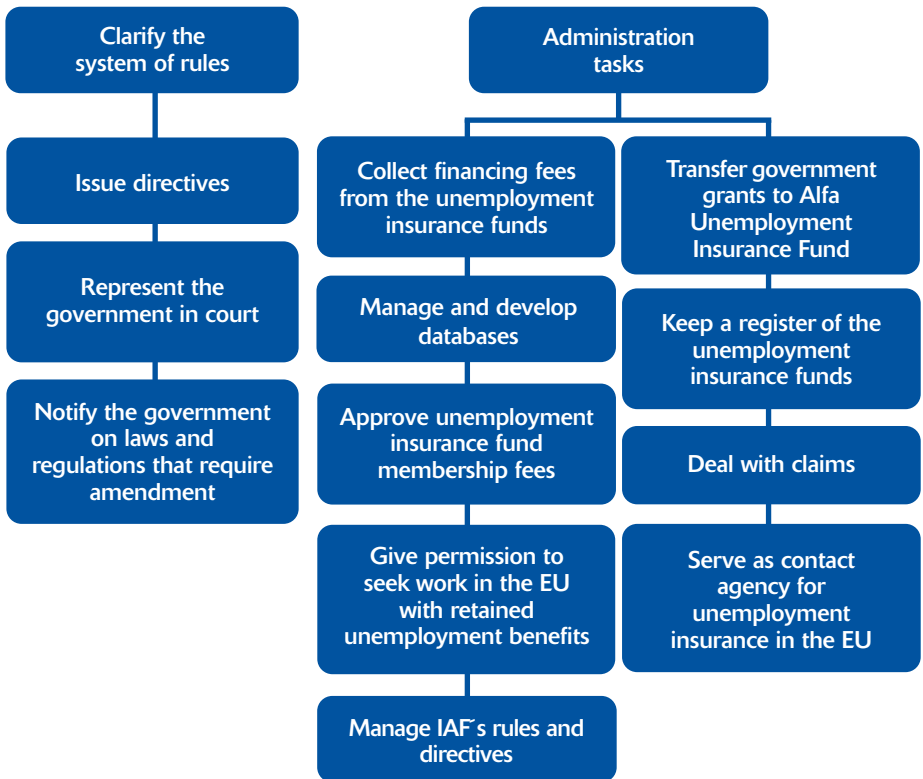 Clarify the
system of rules
Issue directives
Represent the
government in court
Notify the government
on laws and
regulations that require
amendment
Administration
tasks
Collect financing fees
from the unemployment
insurance funds
Manage and develop
databases
Approve unemployment
insurance fund
membership fees
Give permission to
seek work in the EU
with retained
unemployment benefits
Manage IAF´s rules and
directives
Transfer government
grants to Alfa
Unemployment
Insurance Fund
Keep a register of the
unemployment
insurance funds
Deal with claims
Serve as contact
agency for
unemployment
insurance in the EU